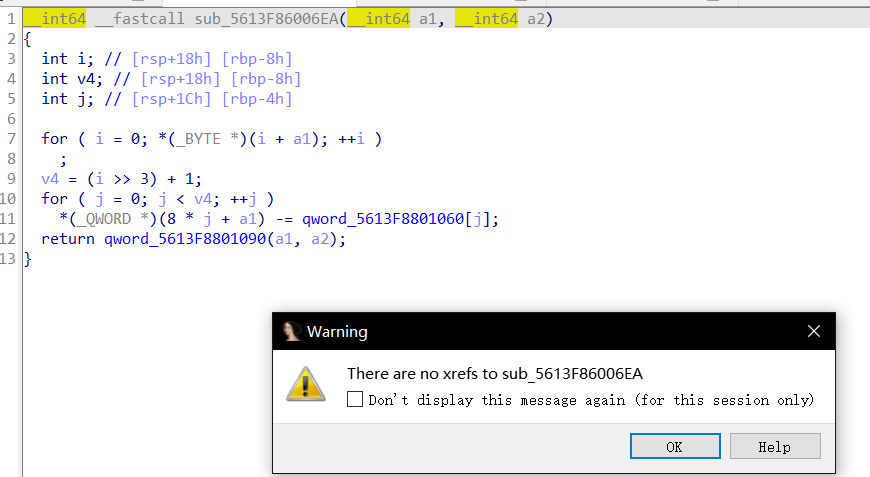 1 __int64 __fastcall sub_5613F86006EA(__int64 a1, __int64 a2)
2 {
3 int i; // [rsp+18h] [rbp-8h]
4 int v4; // [rsp+18h] [rbp-8h]
5 int j; // [rsp+1Ch] [rbp-4h]
6
7 for ( i = 0; *(_BYTE *)(i + a1); ++i )
8 ;
9 v4 = (i >> 3) + 1;
10 for ( j = 0; j < v4; ++j )
11 *(_QWORD *)(8 * j + a1) -= qword_5613F8801060[j];
12 return qword_5613F8801090(a1, a2);
13 }
Warning
There are no xrefs to sub_5613F86006EA
Don't display this message again (for this session only)
OK Help